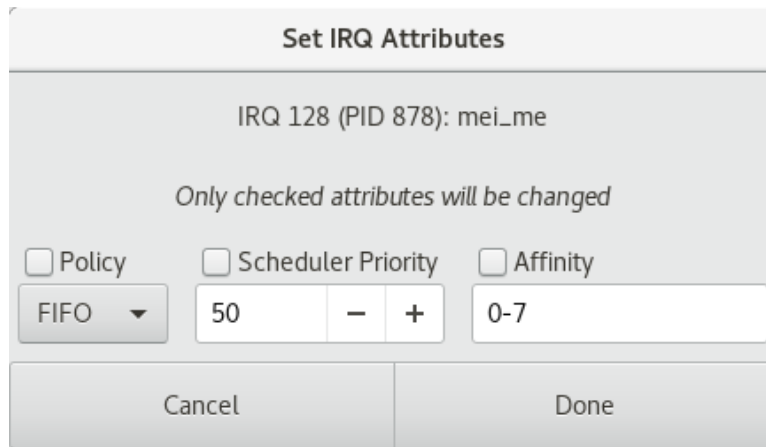 Set IRQ Attributes
IRQ 128 (PID 878): mei_me
Only checked attributes will be changed
Policy Scheduler Priority Affinity
FIFO 50 − + 0-7
Cancel Done